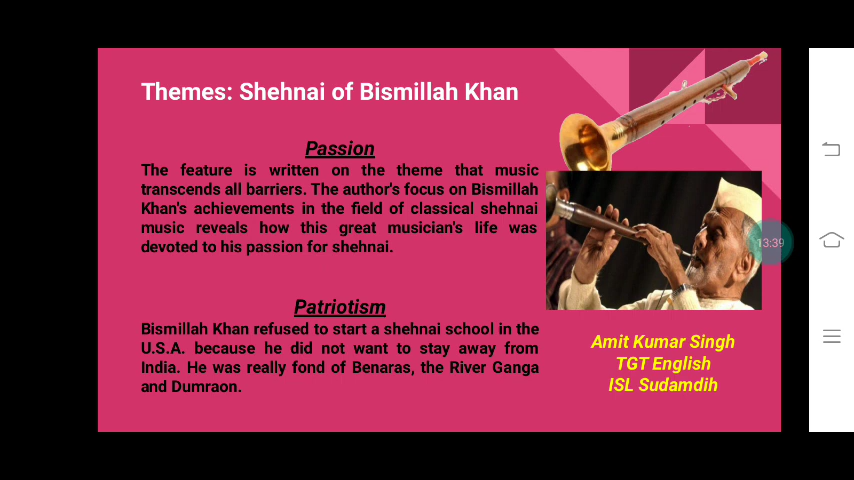 Themes: Shehnai of Bismillah Khan
Passion
The feature is written on the theme that music
transcends all barriers. The author's focus on Bismillah
Khan's achievements in the field of classical shehnai
music reveals how this great musician's life was
devoted to his passion for shehnai.
Patriotism
Bismillah Khan refused to start a shehnai school in the
U.S.A. because he did not want to stay away from
India. He was really fond of Benaras, the River Ganga
and Dumraon.
13:39
Amit Kumar Singh
TGT English
ISL Sudamdih